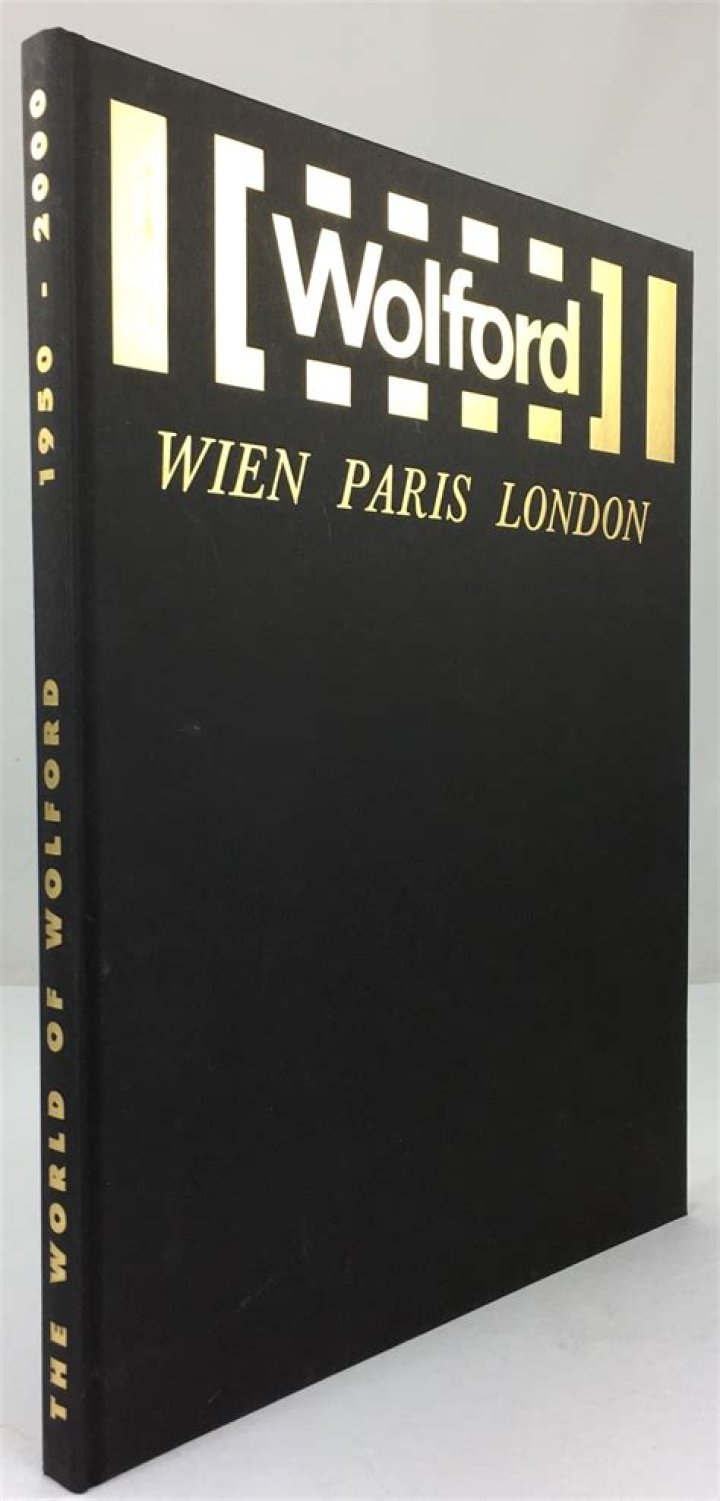 Wolford
WIEN PARIS LONDON
THE WORLD OF WOLFORD 1950 - 2000